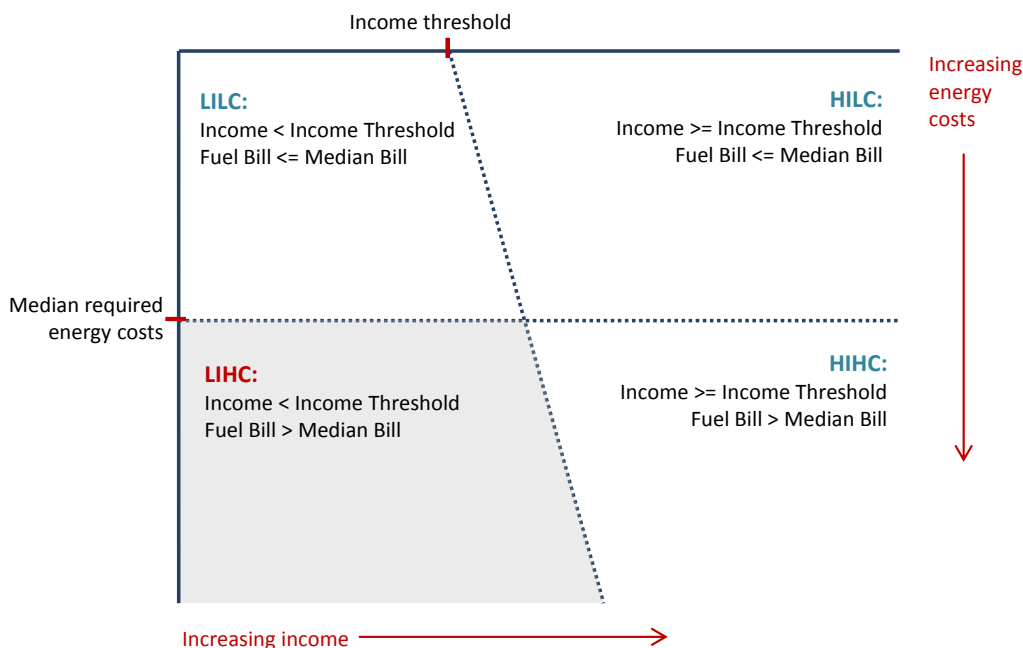 Income threshold
Increasing
energy
costs
LILC:
Income < Income Threshold
Fuel Bill <= Median Bill
HILC:
Income >= Income Threshold
Fuel Bill <= Median Bill
Median required
energy costs
LIHC:
Income < Income Threshold
Fuel Bill > Median Bill
HIHC:
Income >= Income Threshold
Fuel Bill > Median Bill
Increasing income